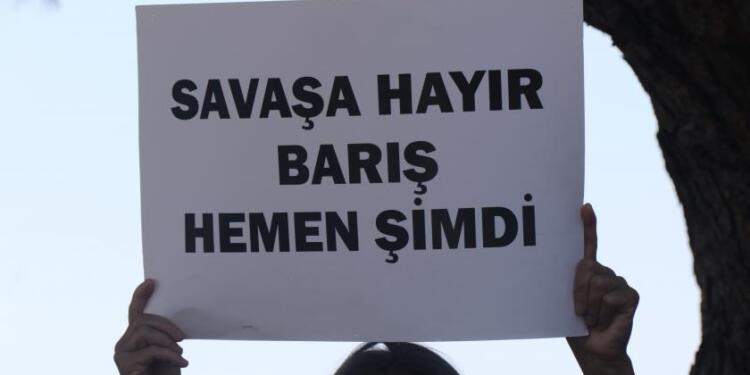 SAVAŞA HAYIR
BARIŞ
HEMEN ŞİMDİ